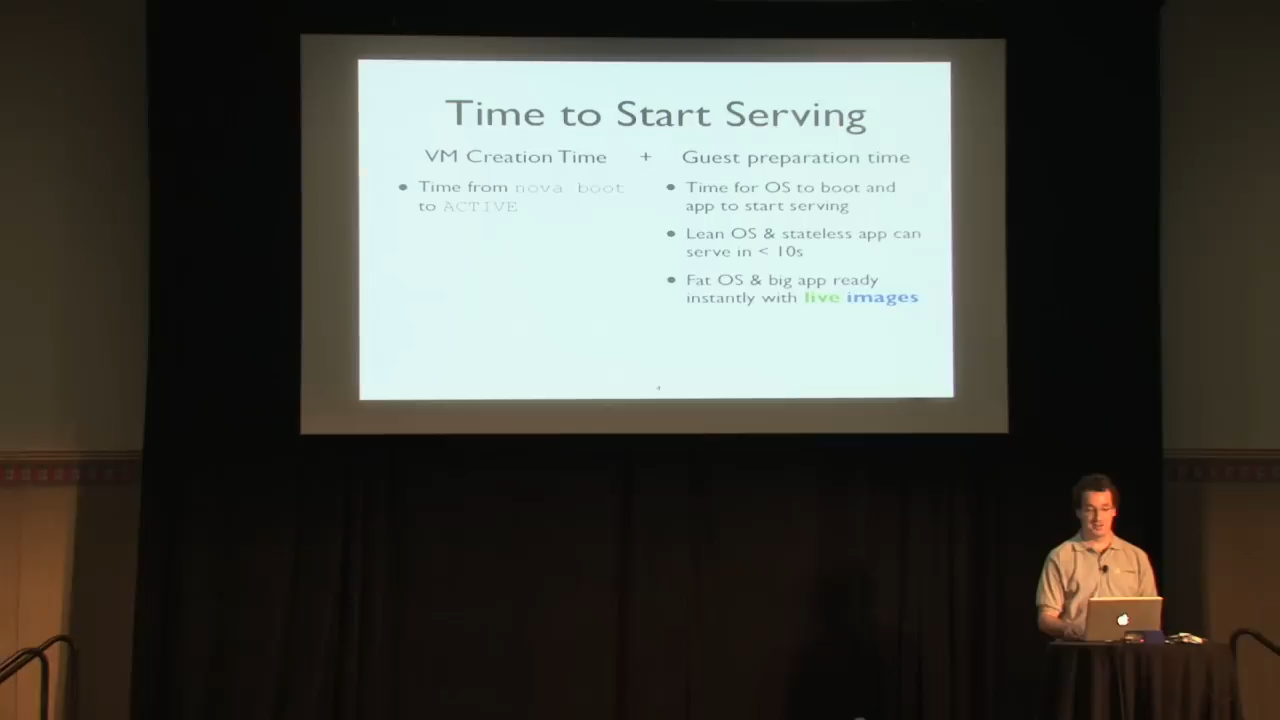 Time to Start Serving
VM Creation Time + Guest preparation time
• Time from nova boot
to ACTIVE
• Time for OS to boot and
app to start serving
• Lean OS & stateless app can
serve in < 10s
• Fat OS & big app ready
instantly with live images
4